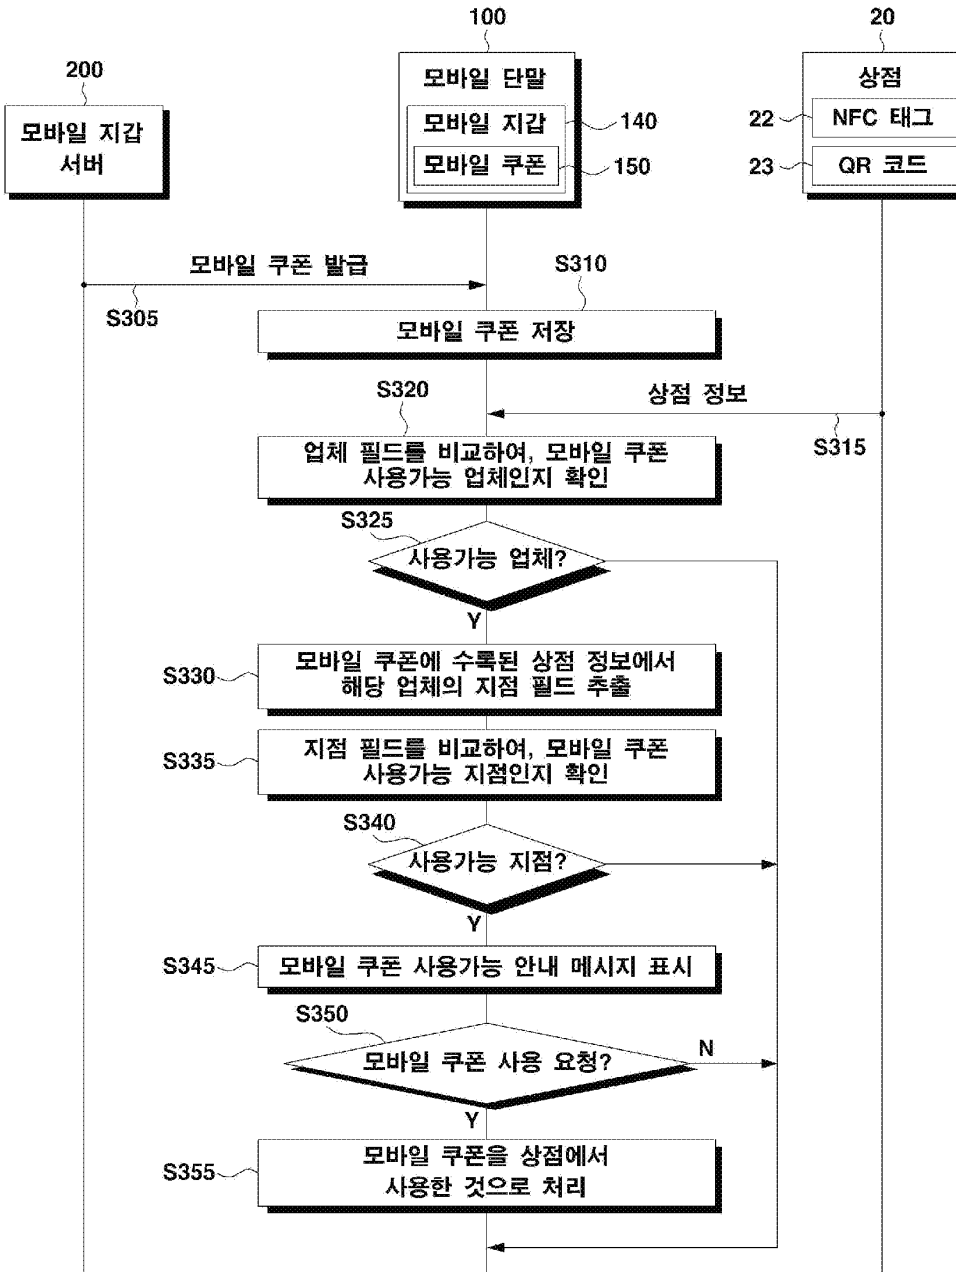 100
20
200
모바일 단말
상점
모바일 지갑
서버
모바일 지갑
140
22
NFC 태그
모바일 쿠폰
150
23
QR 코드
모바일 쿠폰 발급
S310
S305
모바일 쿠폰 저장
S320
상점 정보
S315
업체 필드를 비교하여, 모바일 쿠폰
사용가능 업체인지 확인
S325
사용가능 업체?
Y
S330
모바일 쿠폰에 수록된 상점 정보에서
해당 업체의 지점 필드 추출
S335
지점 필드를 비교하여, 모바일 쿠폰
사용가능 지점인지 확인
S340
사용가능 지점?
Y
S345
모바일 쿠폰 사용가능 안내 메시지 표시
S350
모바일 쿠폰 사용 요청?
N
Y
S355
모바일 쿠폰을 상점에서
사용한 것으로 처리